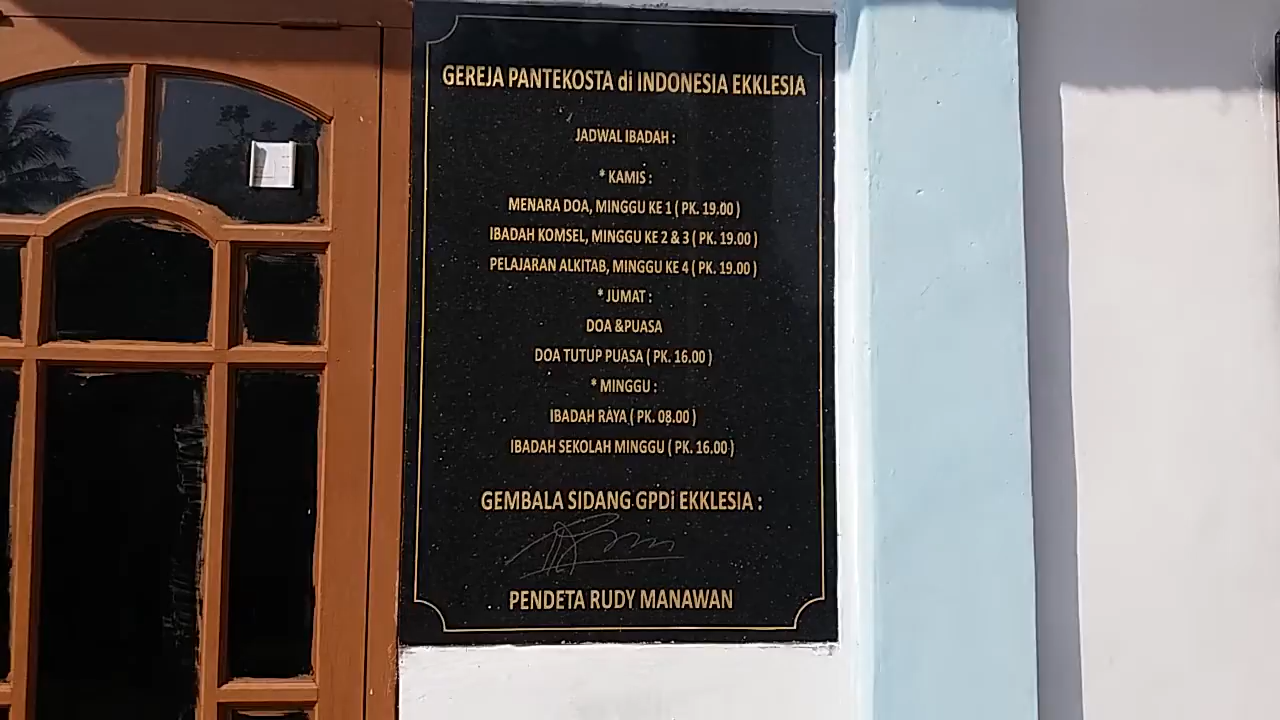 GEREJA PANTEKOSTA di INDONESIA EKKLESIA
JADWAL IBADAH :
* KAMIS :
MENARA DOA, MINGGU KE 1 ( PK. 19.00 )
IBADAH KOMSEL, MINGGU KE 2 & 3 ( PK. 19.00 )
PELAJARAN ALKITAB, MINGGU KE 4 ( PK. 19.00 )
* JUMAT :
DOA &PUASA
DOA TUTUP PUASA ( PK. 16.00 )
* MINGGU :
IBADAH RAYA ( PK. 08.00 )
IBADAH SEKOLAH MINGGU ( PK. 16.00 )
GEMBALA SIDANG GPDi EKKLESIA :
PENDETA RUDY MANAWAN